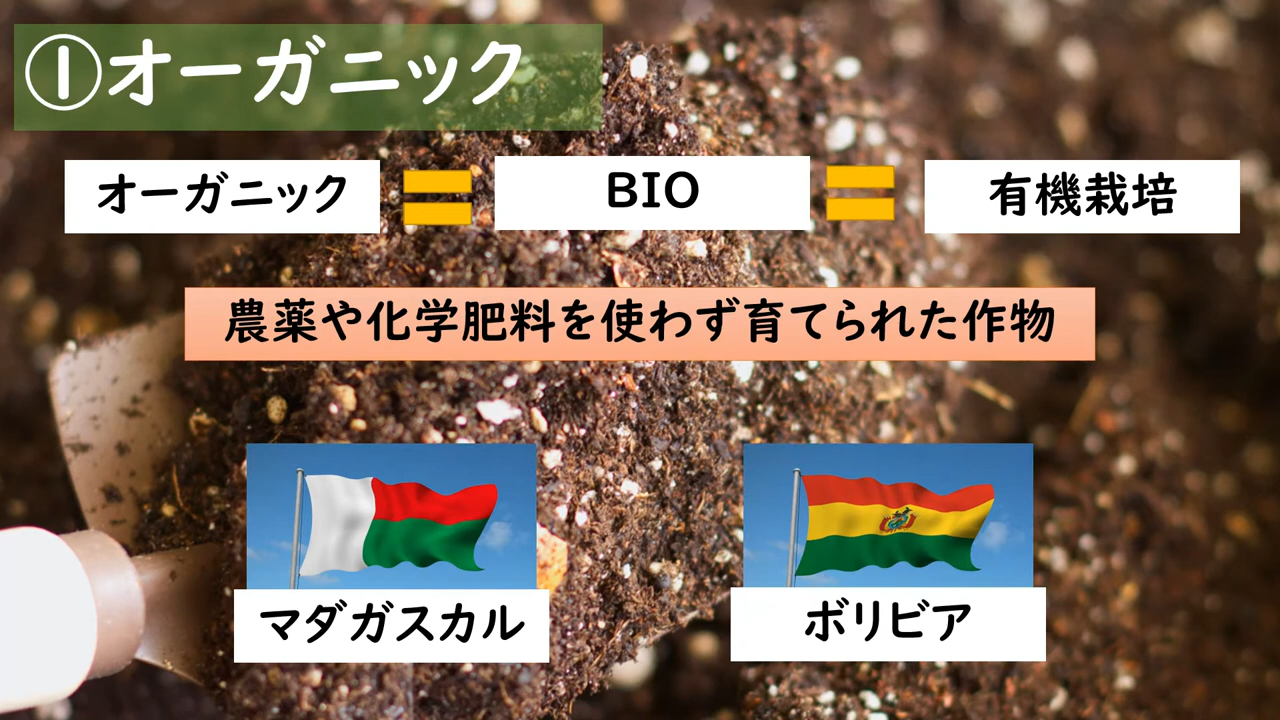 ①オーガニック
オーガニック = BIO = 有機栽培
農薬や化学肥料を使わず育てられた作物
マダガスカル
ボリビア